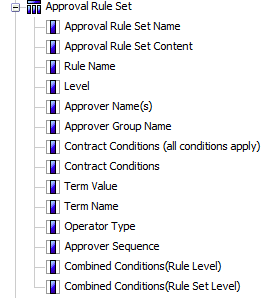 Approval Rule Set
Approval Rule Set Name
Approval Rule Set Content
Rule Name
Level
Approver Name(s)
Approver Group Name
Contract Conditions (all conditions apply)
Contract Conditions
Term Value
Term Name
Operator Type
Approver Sequence
Combined Conditions(Rule Level)
Combined Conditions(Rule Set Level)